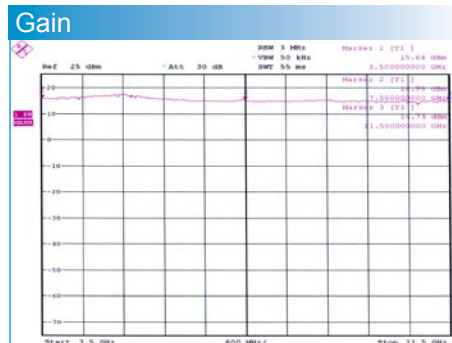 Gain
RBW 3 MHz
Marker 1 [T1 ]
*VBW 50 kHz
15.64 dBm
Ref 25 dBm
*Att 30 dB
SWT 55 ms
3.500000000 GHz
Marker 2 [T1 ]
20
14.99 dBm
7.500000000 GHz
Marker 3 [T1 ]
10
14.74 dBm
11.500000000 GHz
0
-10
-20
-30
-40
-50
-60
-70
Start 3.5 GHz
800 MHz/
Stop 11.5 GHz